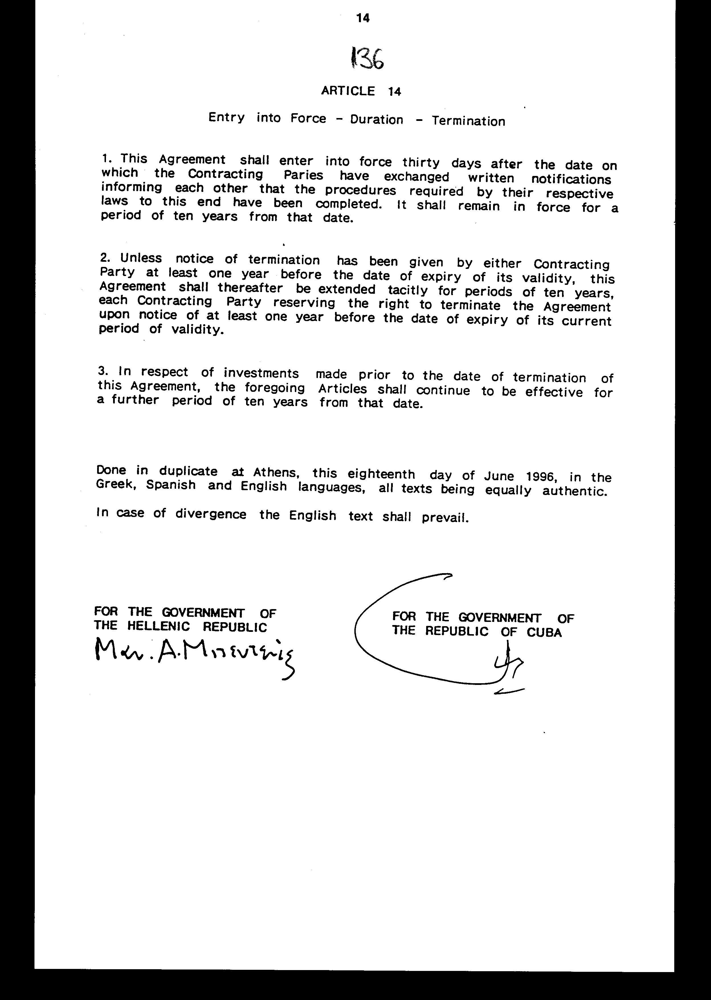 14
136
ARTICLE 14
Entry into Force - Duration - Termination
1. This Agreement shall enter into force thirty days after the date on
which the Contracting Paries have exchanged written notifications
informing each other that the procedures required by their respective
laws to this end have been completed. It shall remain in force for a
period of ten years from that date.
2. Unless notice of termination has been given by either Contracting
Party at least one year before the date of expiry of its validity, this
Agreement shall thereafter be extended tacitly for periods of ten years,
each Contracting Party reserving the right to terminate the Agreement
upon notice of at least one year before the date of expiry of its current
period of validity.
3. In respect of investments made prior to the date of termination of
this Agreement, the foregoing Articles shall continue to be effective for
a further period of ten years from that date.
Done in duplicate at Athens, this eighteenth day of June 1996, in the
Greek, Spanish and English languages, all texts being equally authentic.
In case of divergence the English text shall prevail.
FOR THE GOVERNMENT OF
THE HELLENIC REPUBLIC
Μαν. Α.
FOR THE GOVERNMENT OF
THE REPUBLIC OF CUBA